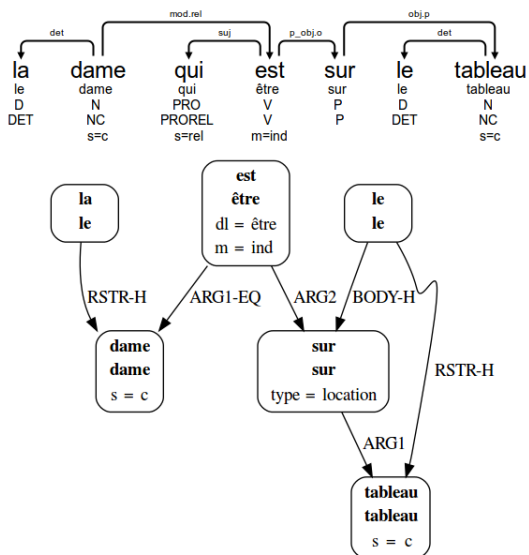 mod.rel obj.p
det suj p_obj.o det
la dame qui est sur le tableau
le dame qui être sur le tableau
D N PRO V P D N
DET NC PROREL V P DET NC
s=c s=rel m=ind s=c
est
être
dl = être
m = ind
la
le
le
le
RSTR-H ARG1-EQ ARG2 BODY-H
dame
dame
s = c
sur
sur
type = location
RSTR-H
ARG1
tableau
tableau
s = c